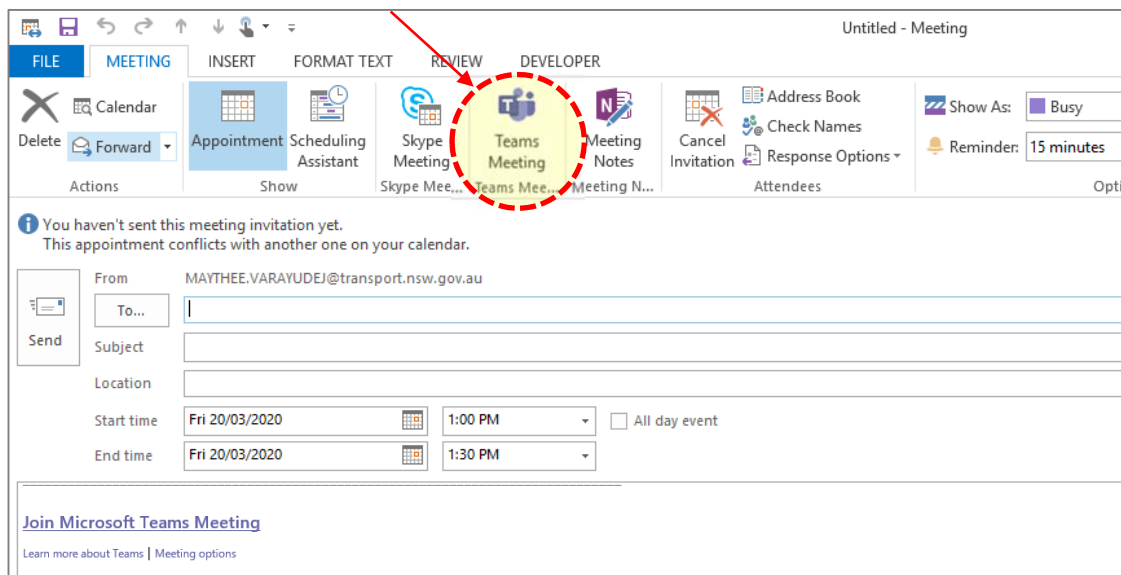 Untitled - Meeting
FILE MEETING INSERT FORMAT TEXT REVIEW DEVELOPER
Delete
Calendar
Forward
Actions
Appointment
Scheduling
Assistant
Show
Skype
Meeting
Skype Mee...
Teams
Meeting
Teams Mee...
Meeting
Notes
Meeting N...
Cancel
Invitation
Address Book
Check Names
Response Options
Attendees
Show As: Busy
Reminder: 15 minutes
Opti
You haven't sent this meeting invitation yet.
This appointment conflicts with another one on your calendar.
Send
From MAYTHEE.VARAYUDEJ@transport.nsw.gov.au
To...
Subject
Location
Start time Fri 20/03/2020 1:00 PM All day event
End time Fri 20/03/2020 1:30 PM
Join Microsoft Teams Meeting
Learn more about Teams | Meeting options